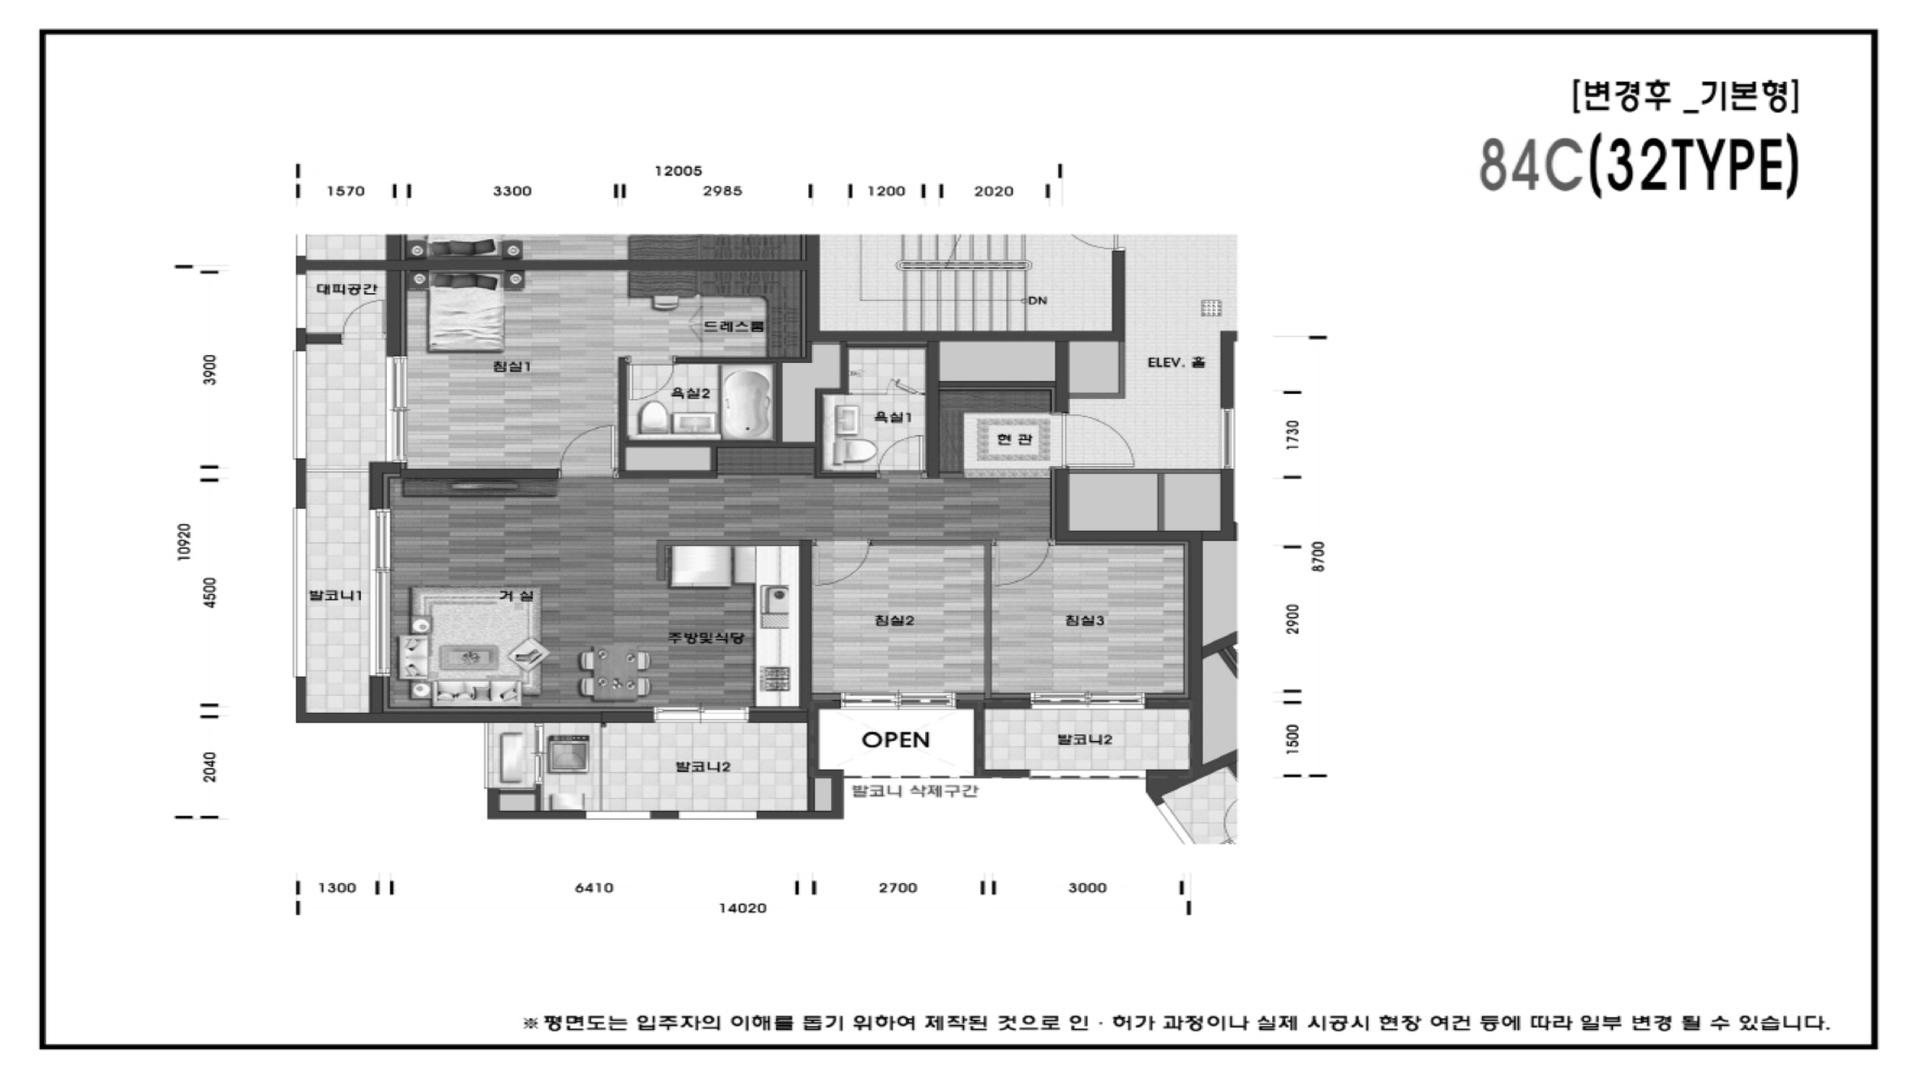 [변경후 _기본형]
84C(32TYPE)
12005
1570 3300 2985 1200 2020
대피공간
DN
드레스룸
3900
침실1
ELEV. 홀
욕실2
욕실1
1730
현 관
10920
8700
4500
발코니1
거 실
2900
침실2
침실3
주방및식당
OPEN
발코니2
1500
2040
발코니2
발코니 삭제구간
1300 6410 2700 3000
14020
※ 평면도는 입주자의 이해를 돕기 위하여 제작된 것으로 인 · 허가 과정이나 실제 시공시 현장 여건 등에 따라 일부 변경 될 수 있습니다.